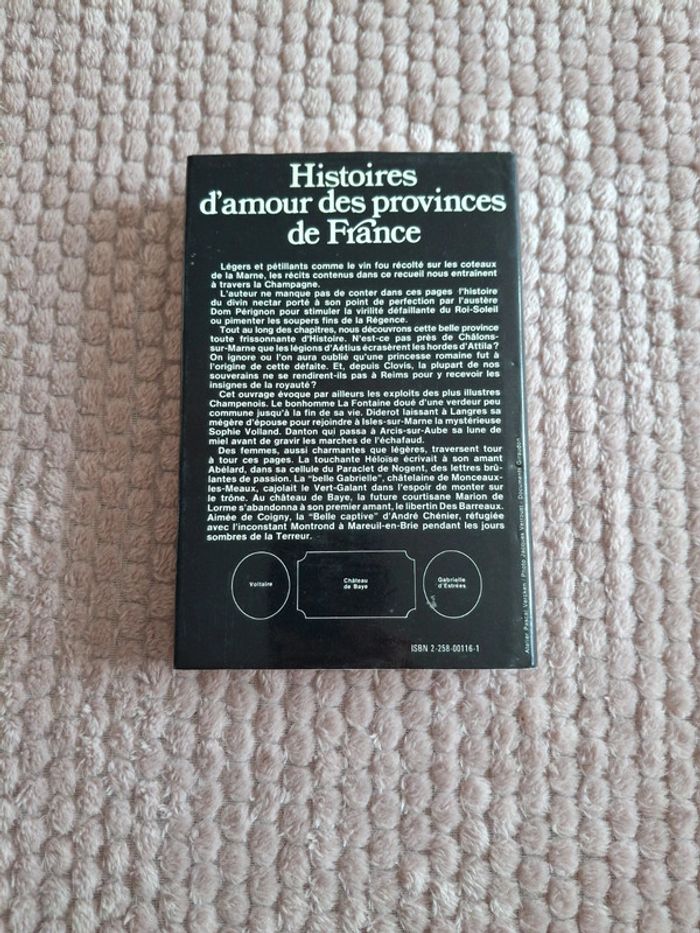 Histoires
d'amour des provinces
de France
Légers et pétillants comme le vin fou récolté sur les coteaux
de la Marne, les récits contenus dans ce recueil nous entraînent
à travers la Champagne.
L'auteur ne manque pas de conter dans ces pages l'histoire
du divin nectar porté à son point de perfection par l'austère
Dom Pérignon pour stimuler la virilité défaillante du Roi-Soleil
ou pimenter les soupers fins de la Régence.
Tout au long des chapitres, nous découvrons cette belle province
toute frissonnante d'Histoire. N'est-ce pas près de Châlons-
sur-Marne que les légions d'Aétius écrasèrent les hordes d'Attila ?
On ignore ou l'on aura oublié qu'une princesse romaine fut à
l'origine de cette défaite. Et, depuis Clovis, la plupart de nos
souverains ne se rendirent-ils pas à Reims pour y recevoir les
insignes de la royauté ?
Cet ouvrage évoque par ailleurs les exploits des plus illustres
Champenois. Le bonhomme La Fontaine doué d'une verdeur peu
commune jusqu'à la fin de sa vie. Diderot laissant à Langres sa
mégère d'épouse pour rejoindre à Isles-sur-Marne la mystérieuse
Sophie Volland. Danton qui passa à Arcis-sur-Aube sa lune de
miel avant de gravir les marches de l'échafaud.
Des femmes, aussi charmantes que légères, traversent tour
à tour ces pages. La touchante Héloïse écrivait à son amant
Abélard, dans sa cellule du Paraclet de Nogent, des lettres brû-
lantes de passion. La "belle Gabrielle", châtelaine de Monceaux-
les-Meaux, cajolait le Vert-Galant dans l'espoir de monter sur
le trône. Au château de Baye, la future courtisane Marion de
Lorme s'abandonna à son premier amant, le libertin Des Barreaux.
Aimée de Coigny, la "Belle captive" d'André Chénier, réfugiée
avec l'inconstant Montrond à Mareuil-en-Brie pendant les jours
sombres de la Terreur.
Voltaire
Château
de Baye
Gabrielle
d'Estrées
ISBN 2-258-00116-1
Atelier Pascal Vercken / Photo Jacques Verroust. Documents Giraudon